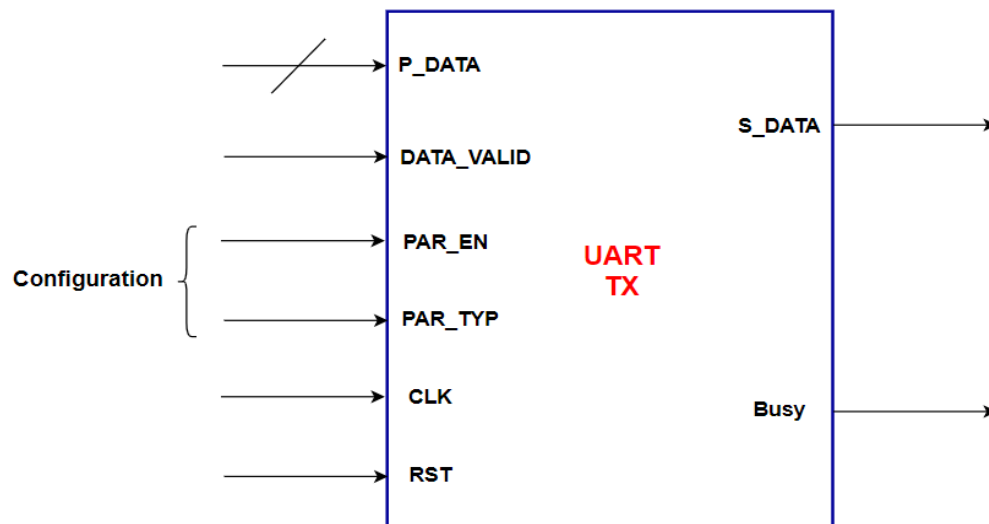 P_DATA
S_DATA
DATA_VALID
PAR_EN
UART
TX
Configuration
PAR_TYP
CLK
Busy
RST